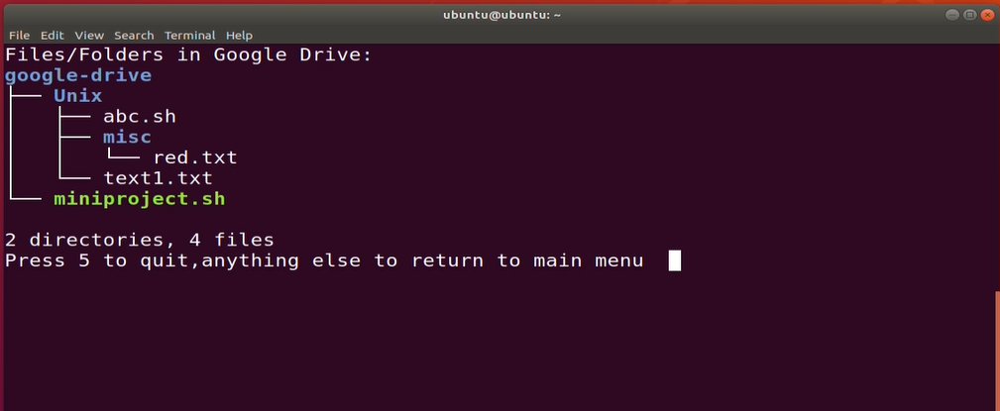 ubuntu@ubuntu: ~
File Edit View Search Terminal Help
Files/Folders in Google Drive:
google-drive
├── Unix
│   ├── abc.sh
│   ├── misc
│   │   └── red.txt
│   └── text1.txt
└── miniproject.sh
2 directories, 4 files
Press 5 to quit,anything else to return to main menu